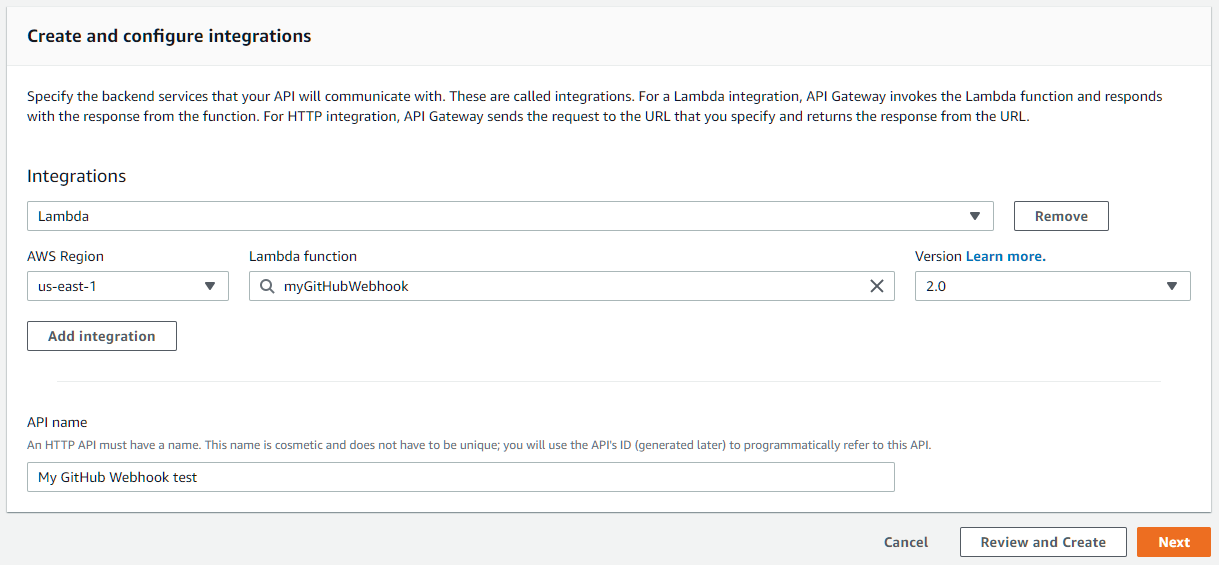 Create and configure integrations
Specify the backend services that your API will communicate with. These are called integrations. For a Lambda integration, API Gateway invokes the Lambda function and responds
with the response from the function. For HTTP integration, API Gateway sends the request to the URL that you specify and returns the response from the URL.
Integrations
Lambda
Remove
AWS Region
Lambda function
Version Learn more.
us-east-1
myGitHubWebhook
2.0
Add integration
API name
An HTTP API must have a name. This name is cosmetic and does not have to be unique; you will use the API's ID (generated later) to programmatically refer to this API.
My GitHub Webhook test
Cancel
Review and Create
Next